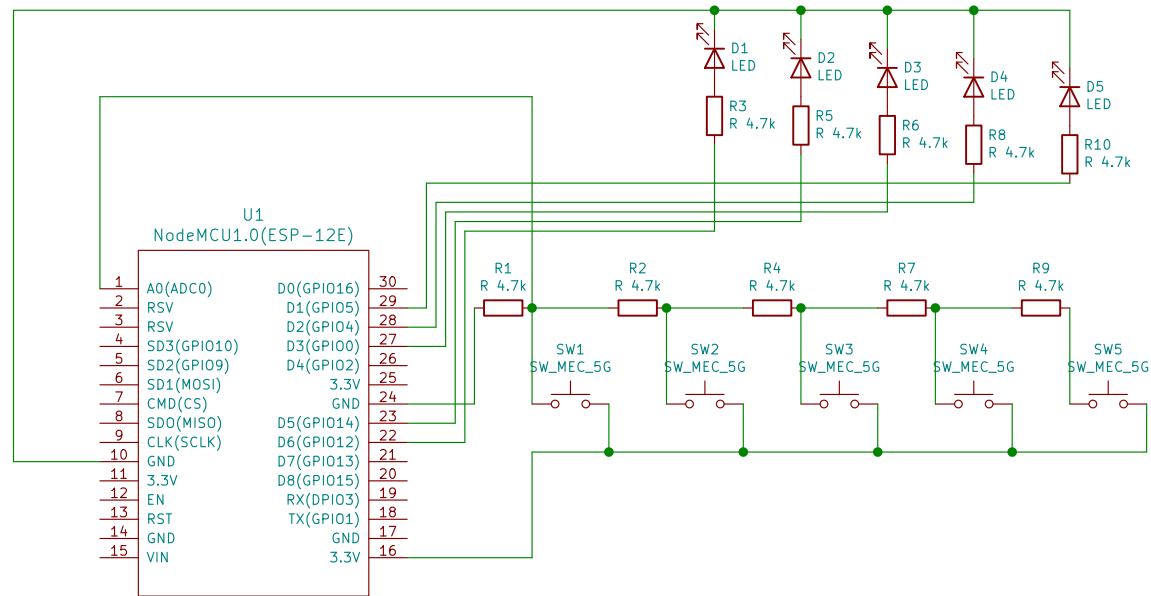 D1
LED
D2
LED
D3
LED
D4
LED
D5
LED
R3
R 4.7k
R5
R 4.7k
R6
R 4.7k
R8
R 4.7k
R10
R 4.7k
U1
NodeMCU1.0(ESP-12E)
1 A0(ADC0) D0(GPIO16) 30
2 RSV D1(GPIO5) 29
3 RSV D2(GPIO4) 28
4 SD3(GPIO10) D3(GPIO0) 27
5 SD2(GPIO9) D4(GPIO2) 26
6 SD1(MOSI) 3.3V 25
7 CMD(CS) GND 24
8 SDO(MISO) D5(GPIO14) 23
9 CLK(SCLK) D6(GPIO12) 22
10 GND D7(GPIO13) 21
11 3.3V D8(GPIO15) 20
12 EN RX(DPIO3) 19
13 RST TX(GPIO1) 18
14 GND GND 17
15 VIN 3.3V 16
R1
R 4.7k
R2
R 4.7k
R4
R 4.7k
R7
R 4.7k
R9
R 4.7k
SW1
SW_MEC_5G
SW2
SW_MEC_5G
SW3
SW_MEC_5G
SW4
SW_MEC_5G
SW5
SW_MEC_5G